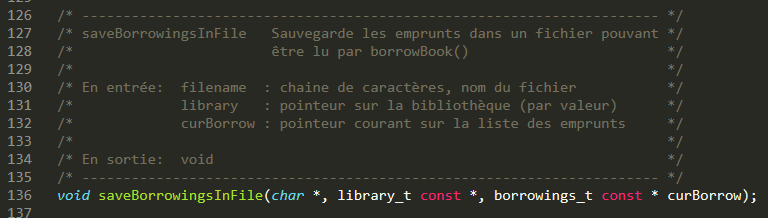 126 /* ---------------------------------------------------------------- */
127 /* saveBorrowingsInFile   Sauvegarde les emprunts dans un fichier pouvant */
128 /*                        être lu par borrowBook() */
129 /* */
130 /* En entrée:  filename  : chaine de caractères, nom du fichier */
131 /*             library   : pointeur sur la bibliothèque (par valeur) */
132 /*             curBorrow : pointeur courant sur la liste des emprunts */
133 /* */
134 /* En sortie:  void */
135 /* ---------------------------------------------------------------- */
136 void saveBorrowingsInFile(char *, library_t const *, borrowings_t const * curBorrow);
137